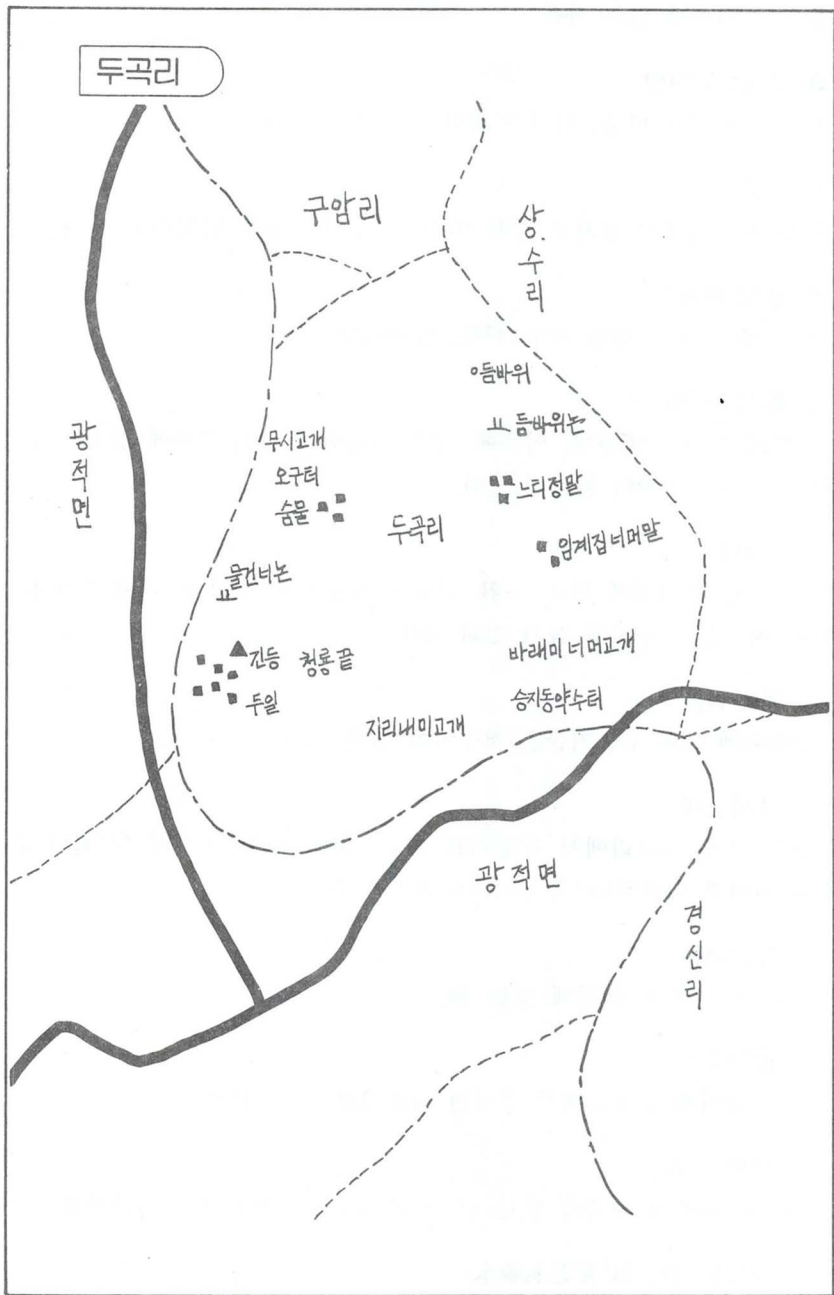 두곡리
구암리
상수리
듬바위
듬바위논
광적면
무시고개
오구터
숨물
느티정말
두곡리
임계집너머말
물건너논
긴등
청룡끝
바래미너머고개
두일
승지동약수터
지리내미고개
광적면
경신리